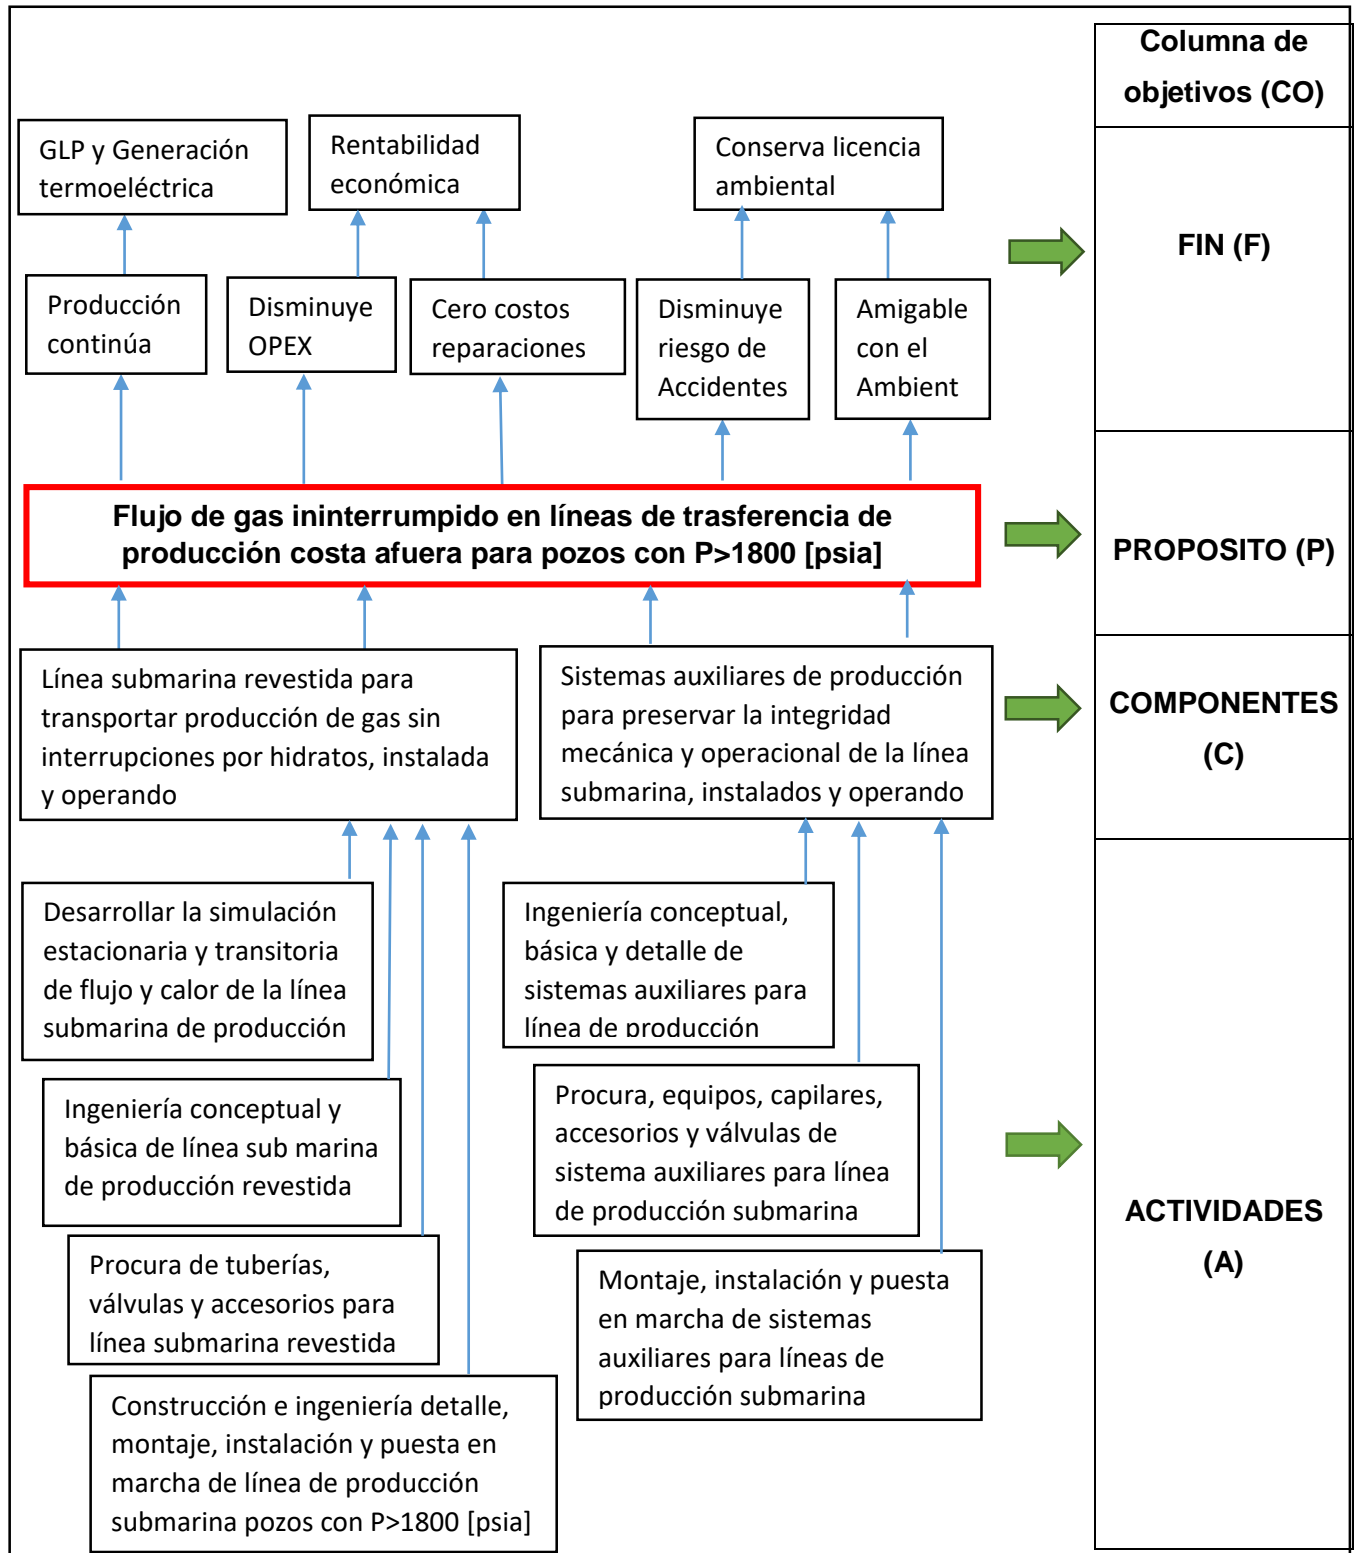 Columna de
objetivos (CO)
GLP y Generación
termoeléctrica
Rentabilidad
económica
Conserva licencia
ambiental
FIN (F)
Producción
continúa
Disminuye
OPEX
Cero costos
reparaciones
Disminuye
riesgo de
Accidentes
Amigable
con el
Ambient
Flujo de gas ininterrumpido en líneas de trasferencia de
producción costa afuera para pozos con P>1800 [psia]
PROPOSITO (P)
Línea submarina revestida para
transportar producción de gas sin
interrupciones por hidratos, instalada
y operando
Sistemas auxiliares de producción
para preservar la integridad
mecánica y operacional de la línea
submarina, instalados y operando
COMPONENTES
(C)
Desarrollar la simulación
estacionaria y transitoria
de flujo y calor de la línea
submarina de producción
Ingeniería conceptual,
básica y detalle de
sistemas auxiliares para
línea de producción
Ingeniería conceptual y
básica de línea sub marina
de producción revestida
Procura, equipos, capilares,
accesorios y válvulas de
sistema auxiliares para línea
de producción submarina
ACTIVIDADES
(A)
Procura de tuberías,
válvulas y accesorios para
línea submarina revestida
Montaje, instalación y puesta
en marcha de sistemas
auxiliares para líneas de
producción submarina
Construcción e ingeniería detalle,
montaje, instalación y puesta en
marcha de línea de producción
submarina pozos con P>1800 [psia]